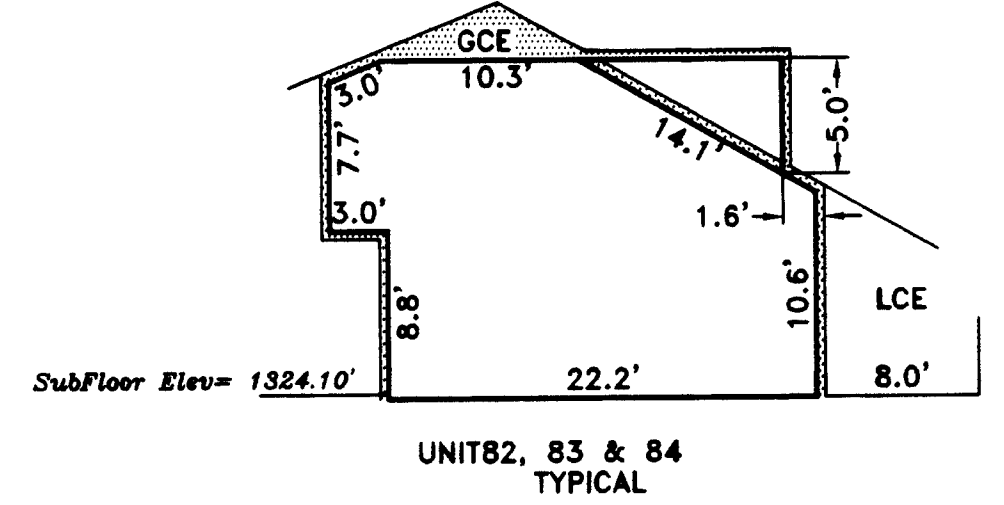 GCE
3.0'
10.3'
7.7'
14.1'
5.0'
3.0'
1.6'
8.8'
10.6'
LCE
SubFloor Elev= 1324.10'
22.2'
8.0'
UNIT82, 83 & 84
TYPICAL